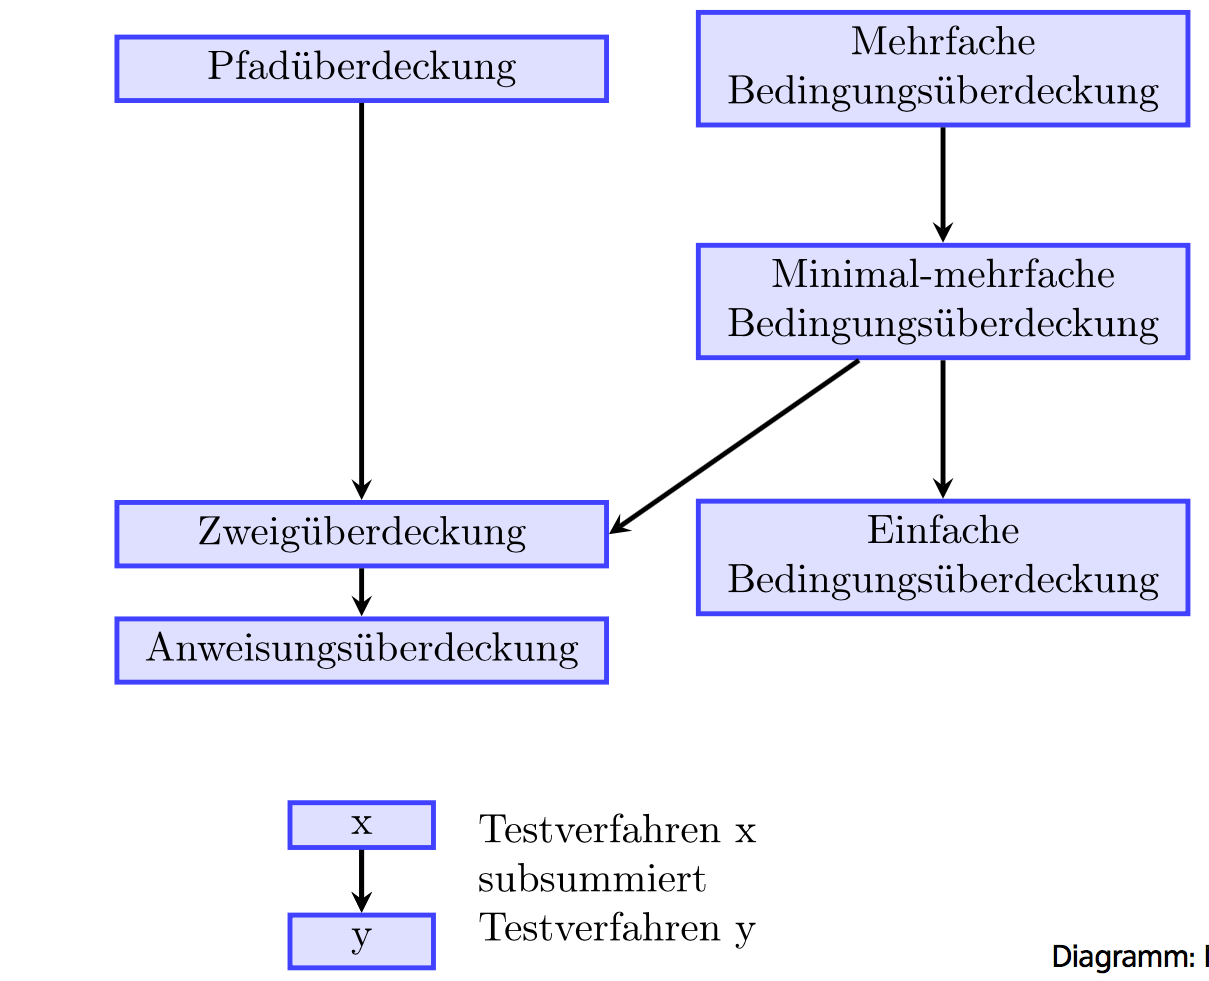 Pfadüberdeckung
Mehrfache
Bedingungsüberdeckung
Minimal-mehrfache
Bedingungsüberdeckung
Zweigüberdeckung
Einfache
Bedingungsüberdeckung
Anweisungsüberdeckung
x
Testverfahren x
subsummiert
Testverfahren y
y
Diagramm: I